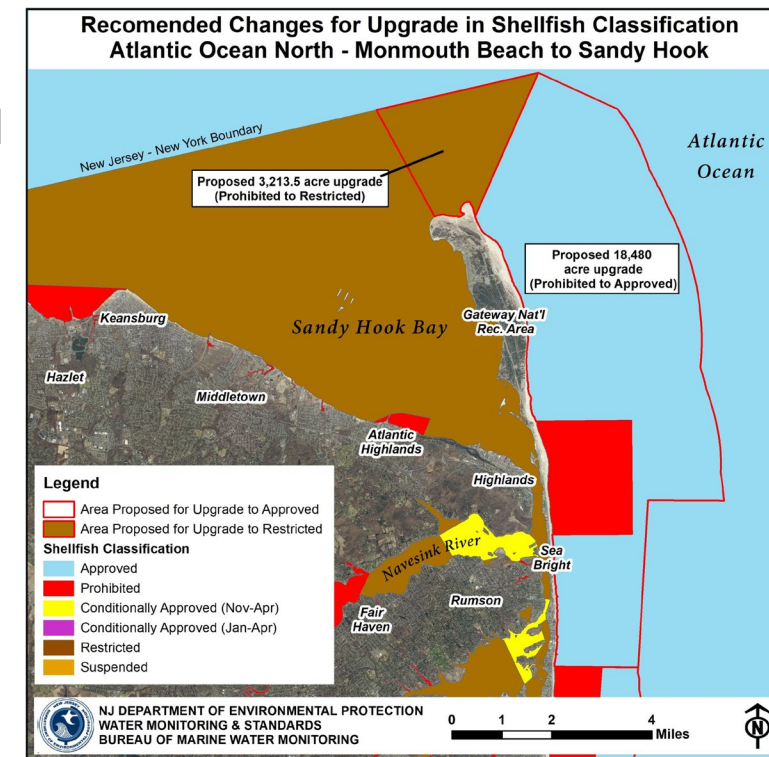 Recomended Changes for Upgrade in Shellfish Classification
Atlantic Ocean North - Monmouth Beach to Sandy Hook
New Jersey - New York Boundary
Atlantic
Ocean
Proposed 3,213.5 acre upgrade
(Prohibited to Restricted)
Proposed 18,480
acre upgrade
(Prohibited to Approved)
Keansburg
Sandy Hook Bay
Gateway Nat'l
Rec. Area
Hazlet
Middletown
Atlantic
Highlands
Highlands
Navesink River
Sea
Bright
Rumson
Fair
Haven
Legend
Area Proposed for Upgrade to Approved
Area Proposed for Upgrade to Restricted
Shellfish Classification
Approved
Prohibited
Conditionally Approved (Nov-Apr)
Conditionally Approved (Jan-Apr)
Restricted
Suspended
NJ DEPARTMENT OF ENVIRONMENTAL PROTECTION
WATER MONITORING & STANDARDS
BUREAU OF MARINE WATER MONITORING
0 1 2 4
Miles
N